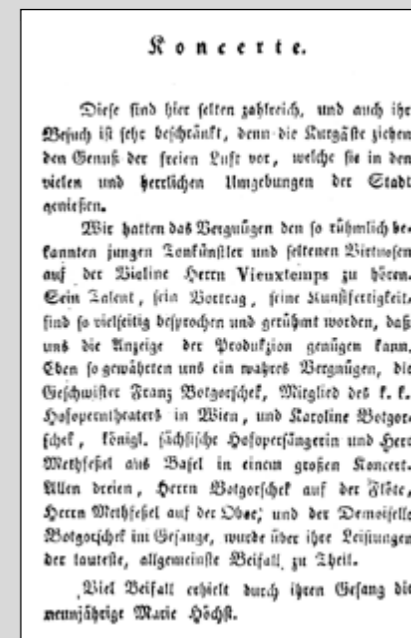 Koncerte.
Diese sind hier selten zahlreich, und auch ihr
Besuch ist sehr beschränkt, denn die Kurgäste ziehen
den Genuß der freien Luft vor, welche sie in den
vielen und herrlichen Umgebungen der Stadt
genießen.
Wir hatten das Vergnügen den so rühmlich be-
kannten jungen Tonkünstler und seltenen Virtuosen
auf der Violine Herrn Vieuxtemps zu hören.
Sein Talent, sein Vortrag, seine Kunstfertigkeit,
sind so vielseitig besprochen und gerühmt worden, daß
uns die Anzeige der Produkzion genügen kann.
Eben so gewährten uns ein wahres Vergnügen, die
Geschwister Franz Botgorschek, Mitglied des k. k.
Hofoperntheaters in Wien, und Karoline Botgor-
schek, königl. sächsische Hofopersängerin und Herr
Methfeßel aus Basel in einem großen Koncert.
Allen dreien, Herrn Botgorschek auf der Flöte,
Herrn Methfeßel auf der Oboe, und der Demoiselle
Botgorschek im Gesange, wurde über ihre Leistungen
der lauteste, allgemeinste Beifall zu Theil.
Viel Beifall erhielt durch ihren Gesang die
neunjährige Marie Höchst.